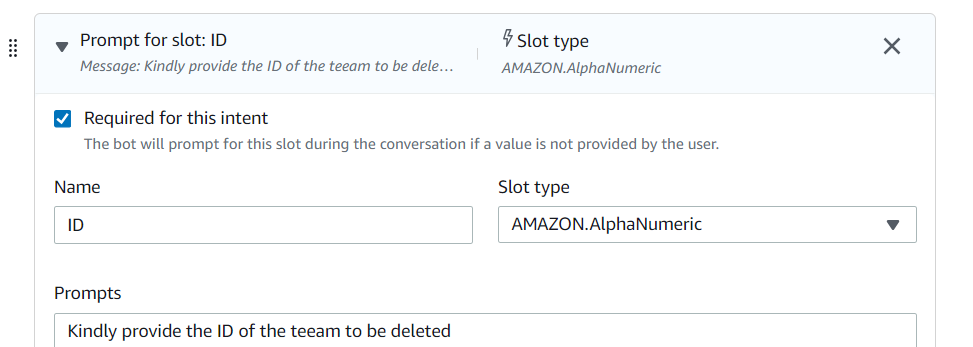 Prompt for slot: ID
Message: Kindly provide the ID of the teeam to be dele...
Slot type
AMAZON.AlphaNumeric
Required for this intent
The bot will prompt for this slot during the conversation if a value is not provided by the user.
Name
Slot type
ID
AMAZON.AlphaNumeric
Prompts
Kindly provide the ID of the teeam to be deleted